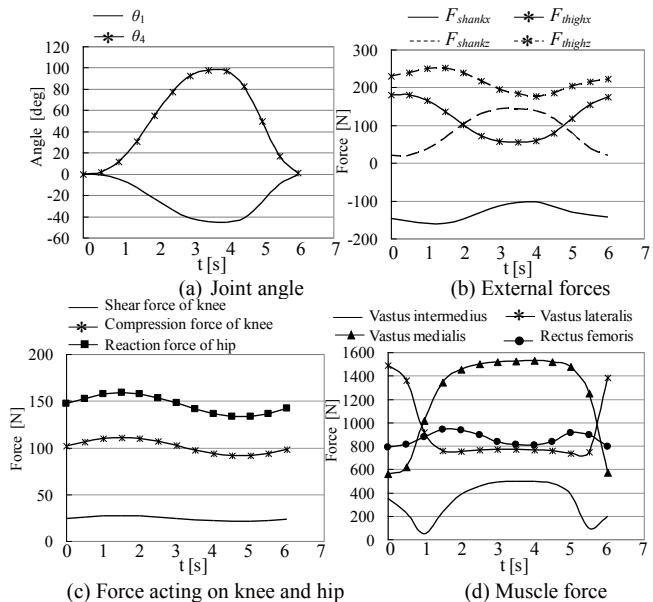 θ1
θ4
Angle [deg]
120
100
80
60
40
20
0
-20
-40
-60
0 1 2 3 4 5 6 7
t [s]
(a) Joint angle
Fshankx Fthighx
Fshankz Fthighz
Force [N]
300
200
100
0
-100
-200
0 1 2 3 4 5 6 7
t [s]
(b) External forces
Shear force of knee
Compression force of knee
Reaction force of hip
Force [N]
200
150
100
50
0
0 1 2 3 4 5 6 7
t [s]
(c) Force acting on knee and hip
Vastus intermedius Vastus lateralis
Vastus medialis Rectus femoris
Force [N]
1600
1400
1200
1000
800
600
400
200
0
0 1 2 3 4 5 6 7
t [s]
(d) Muscle force